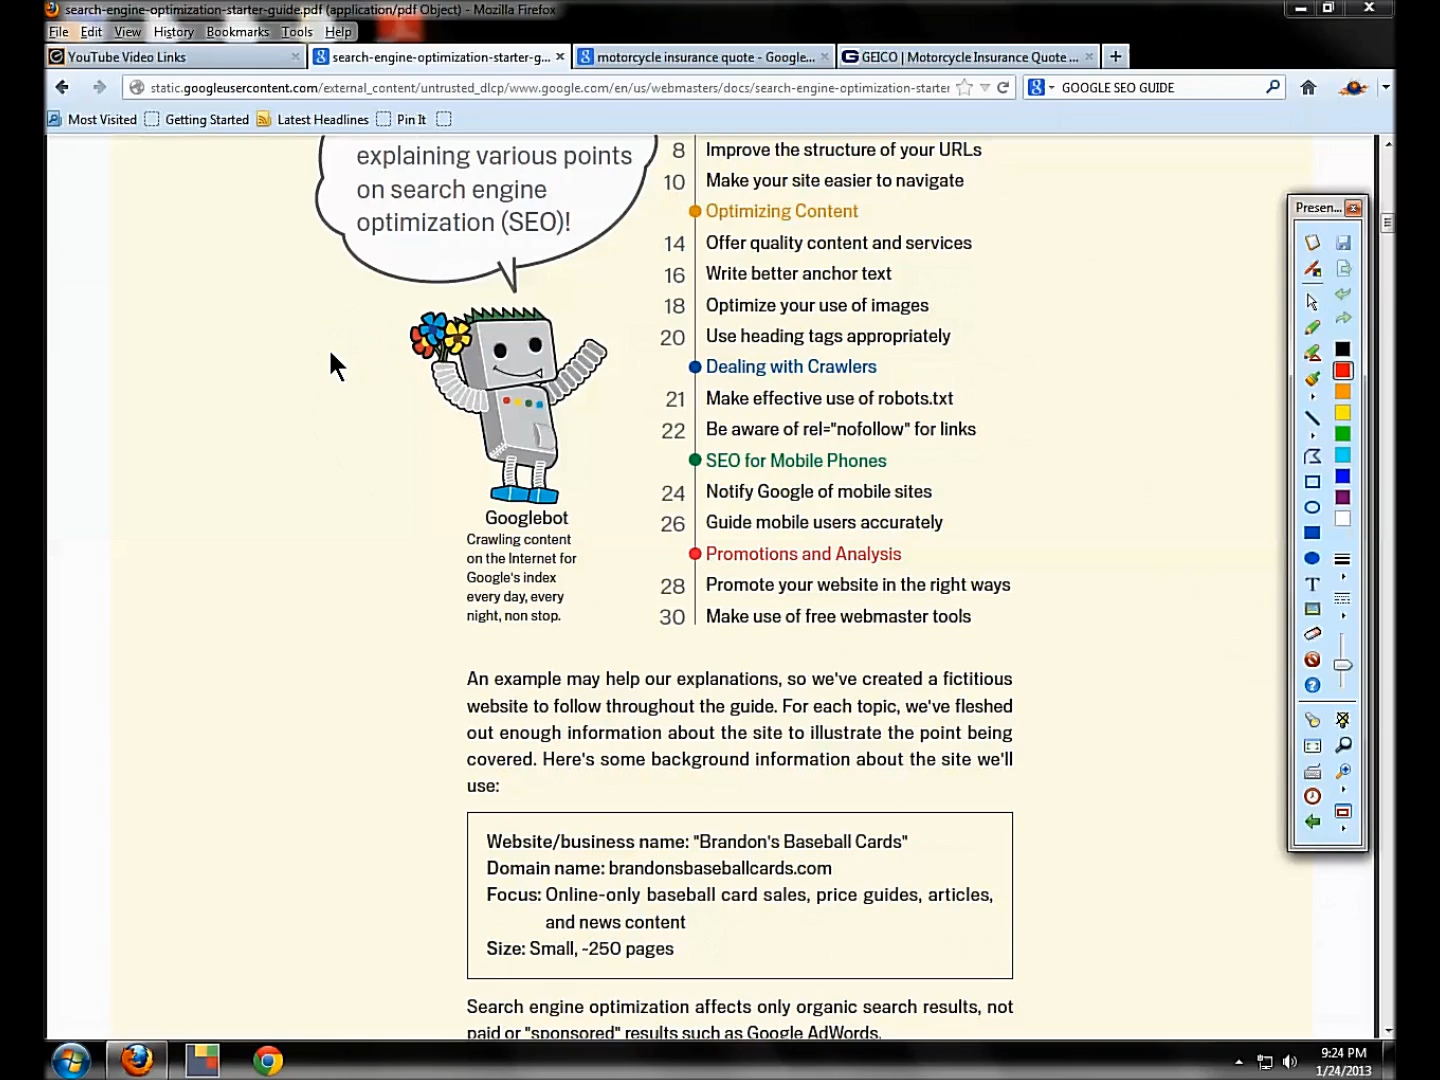 search-engine-optimization-starter-guide.pdf (application/pdf Object) - Mozilla Firefox
File Edit View History Bookmarks Tools Help
YouTube Video Links
search-engine-optimization-starter-g...
motorcycle insurance quote - Google...
GEICO | Motorcycle Insurance Quote ...
static.googleusercontent.com/external_content/untrusted_dlcp/www.google.com/en/us/webmasters/docs/search-engine-optimization-starter
GOOGLE SEO GUIDE
Most Visited Getting Started Latest Headlines Pin It
explaining various points
on search engine
optimization (SEO)!
Googlebot
Crawling content
on the Internet for
Google's index
every day, every
night, non stop.
8 Improve the structure of your URLs
10 Make your site easier to navigate
Optimizing Content
14 Offer quality content and services
16 Write better anchor text
18 Optimize your use of images
20 Use heading tags appropriately
Dealing with Crawlers
21 Make effective use of robots.txt
22 Be aware of rel="nofollow" for links
SEO for Mobile Phones
24 Notify Google of mobile sites
26 Guide mobile users accurately
Promotions and Analysis
28 Promote your website in the right ways
30 Make use of free webmaster tools
An example may help our explanations, so we've created a fictitious
website to follow throughout the guide. For each topic, we've fleshed
out enough information about the site to illustrate the point being
covered. Here's some background information about the site we'll
use:
Website/business name: "Brandon's Baseball Cards"
Domain name: brandonsbaseballcards.com
Focus: Online-only baseball card sales, price guides, articles,
and news content
Size: Small, ~250 pages
Search engine optimization affects only organic search results, not
paid or "sponsored" results such as Google AdWords.
Presen...
T
9:24 PM
1/24/2013